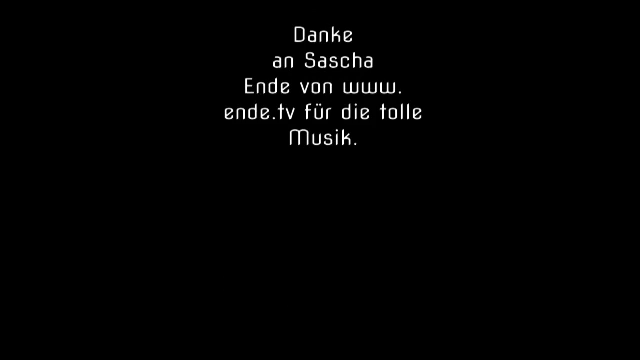 Danke
an Sascha
Ende von www.
ende.tv für die tolle
Musik.